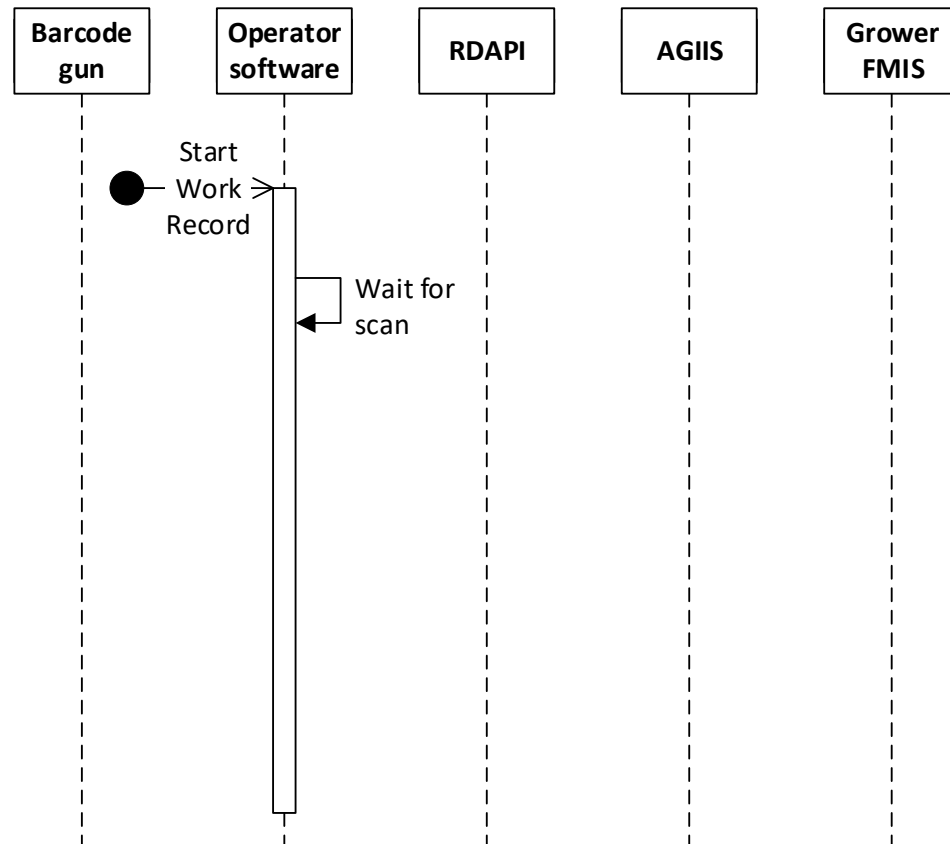 Barcode
gun
Operator
software
RDAPI
AGIIS
Grower
FMIS
Start
Work
Record
Wait for
scan